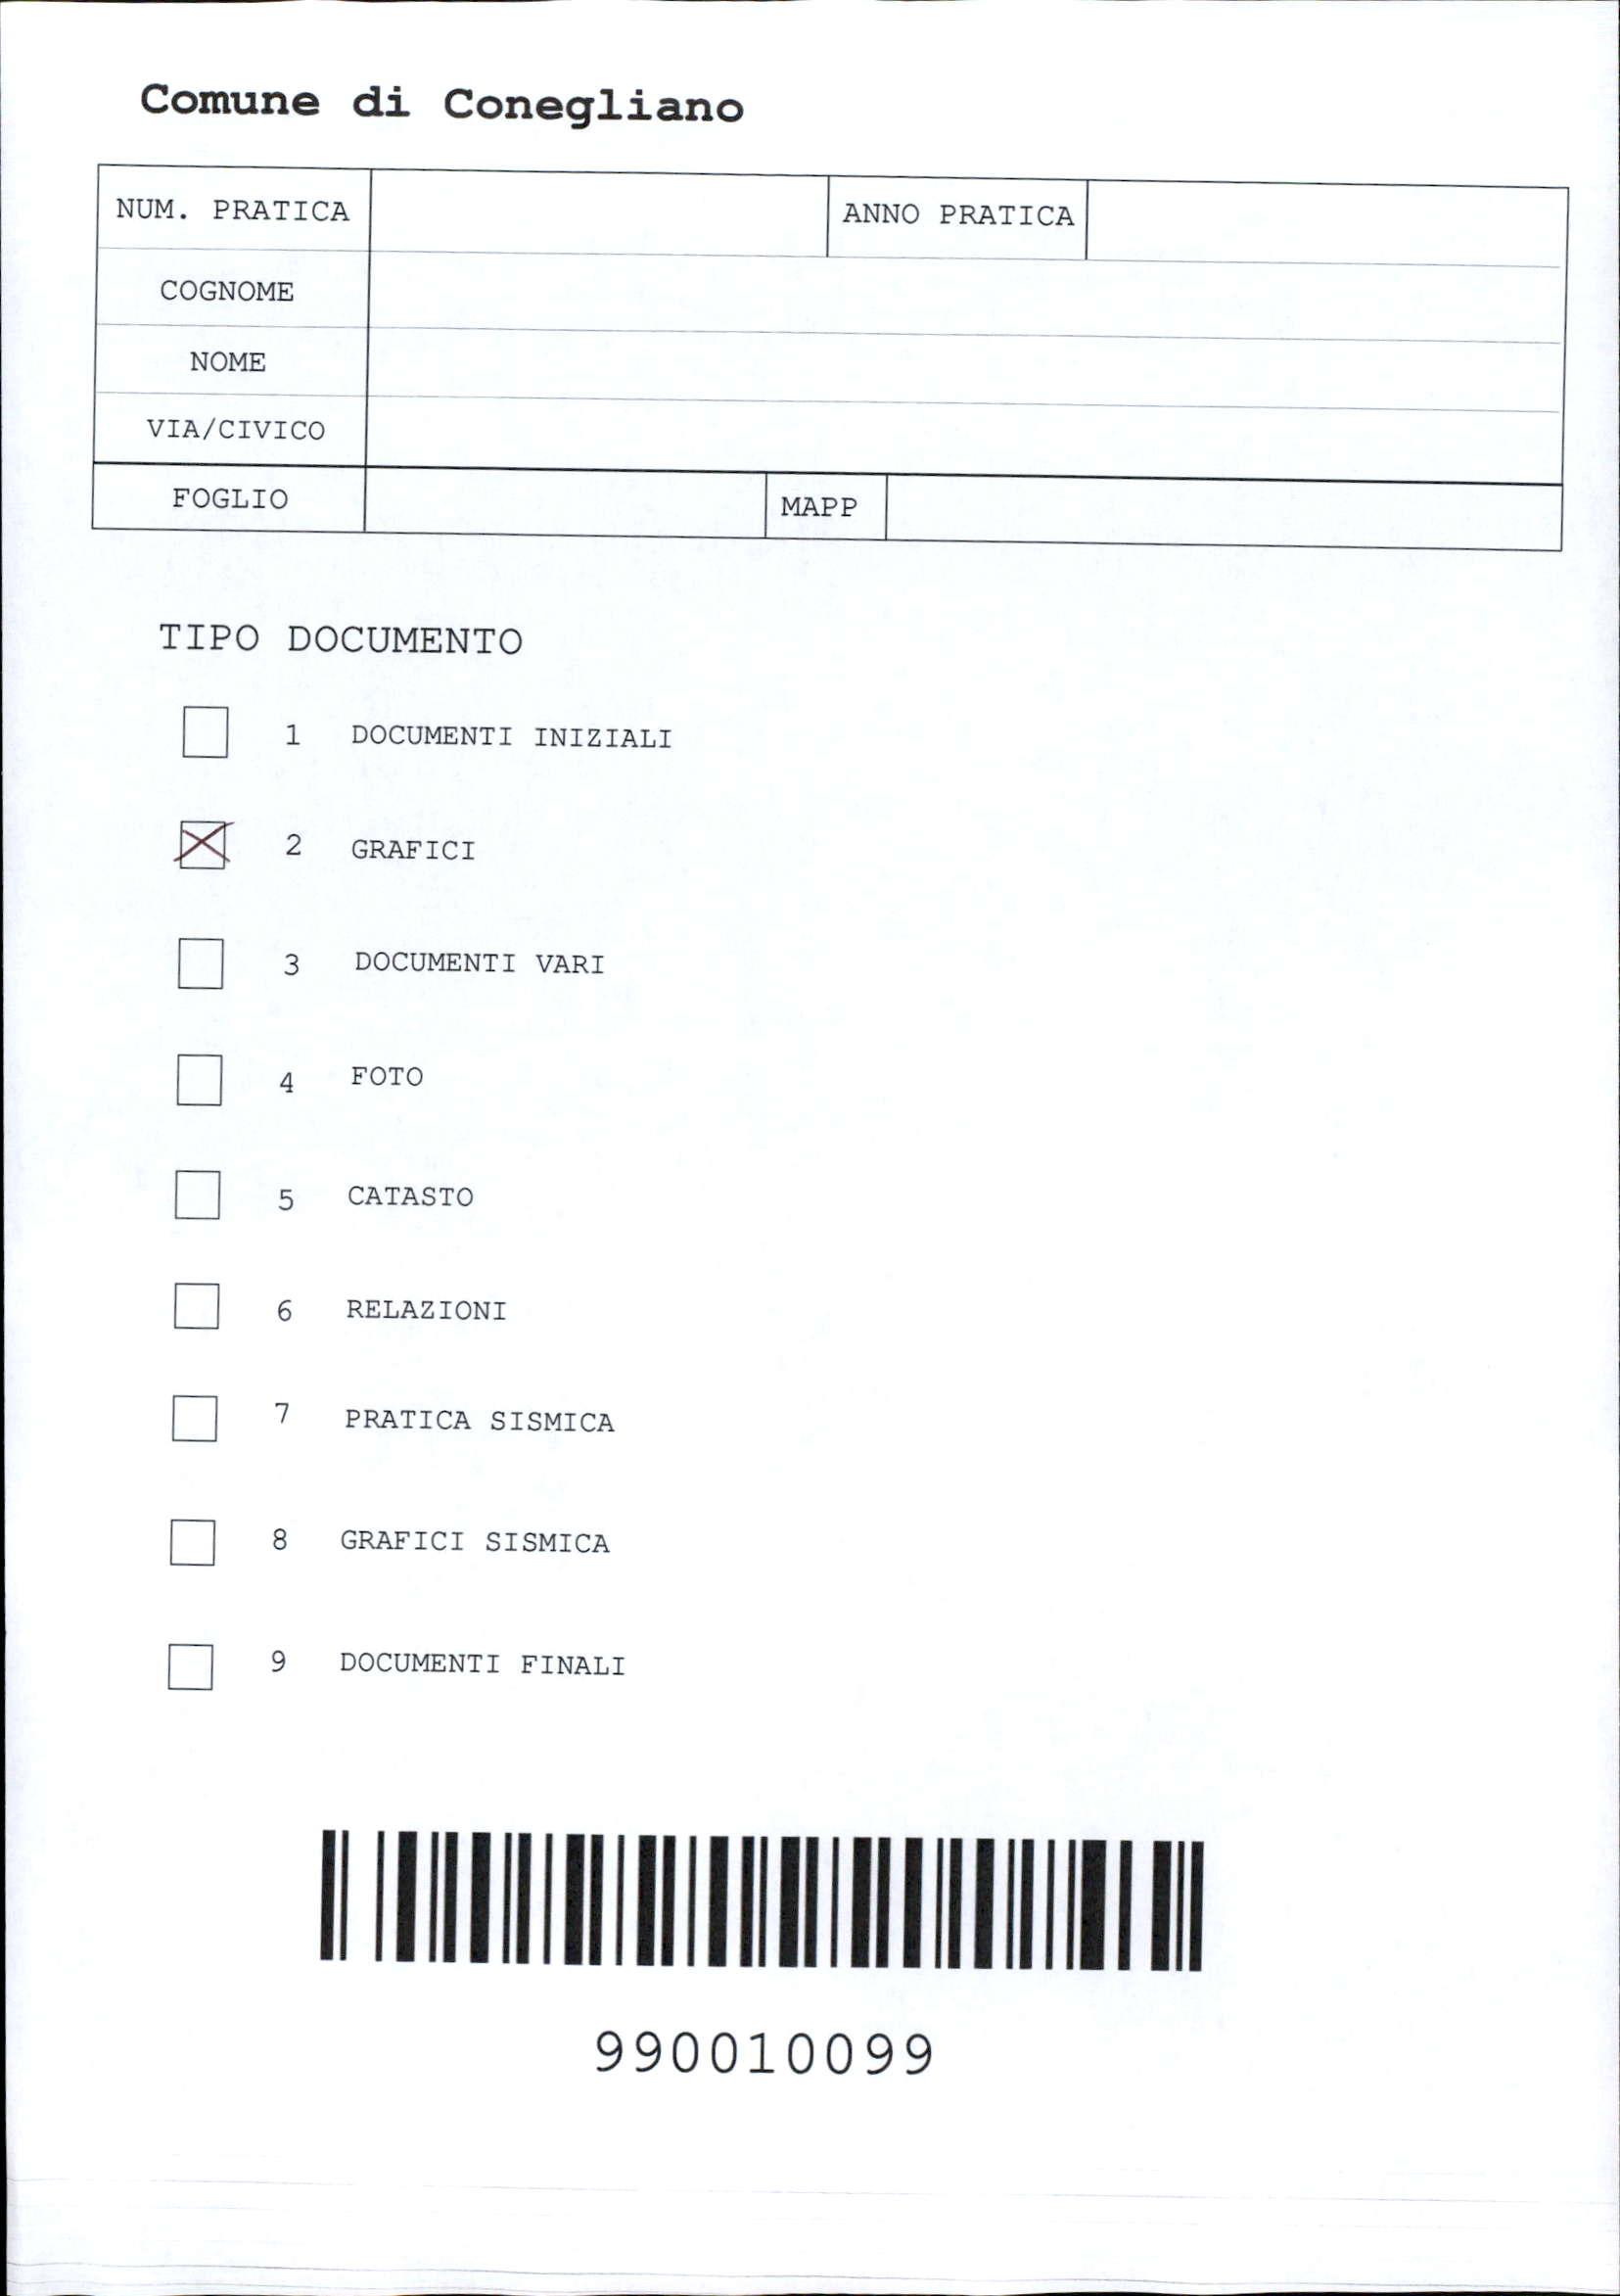 Comune di Conegliano
NUM. PRATICA ANNO PRATICA
COGNOME
NOME
VIA/CIVICO
FOGLIO MAPP
TIPO DOCUMENTO
1 DOCUMENTI INIZIALI
2 GRAFICI
3 DOCUMENTI VARI
4 FOTO
5 CATASTO
6 RELAZIONI
7 PRATICA SISMICA
8 GRAFICI SISMICA
9 DOCUMENTI FINALI
990010099